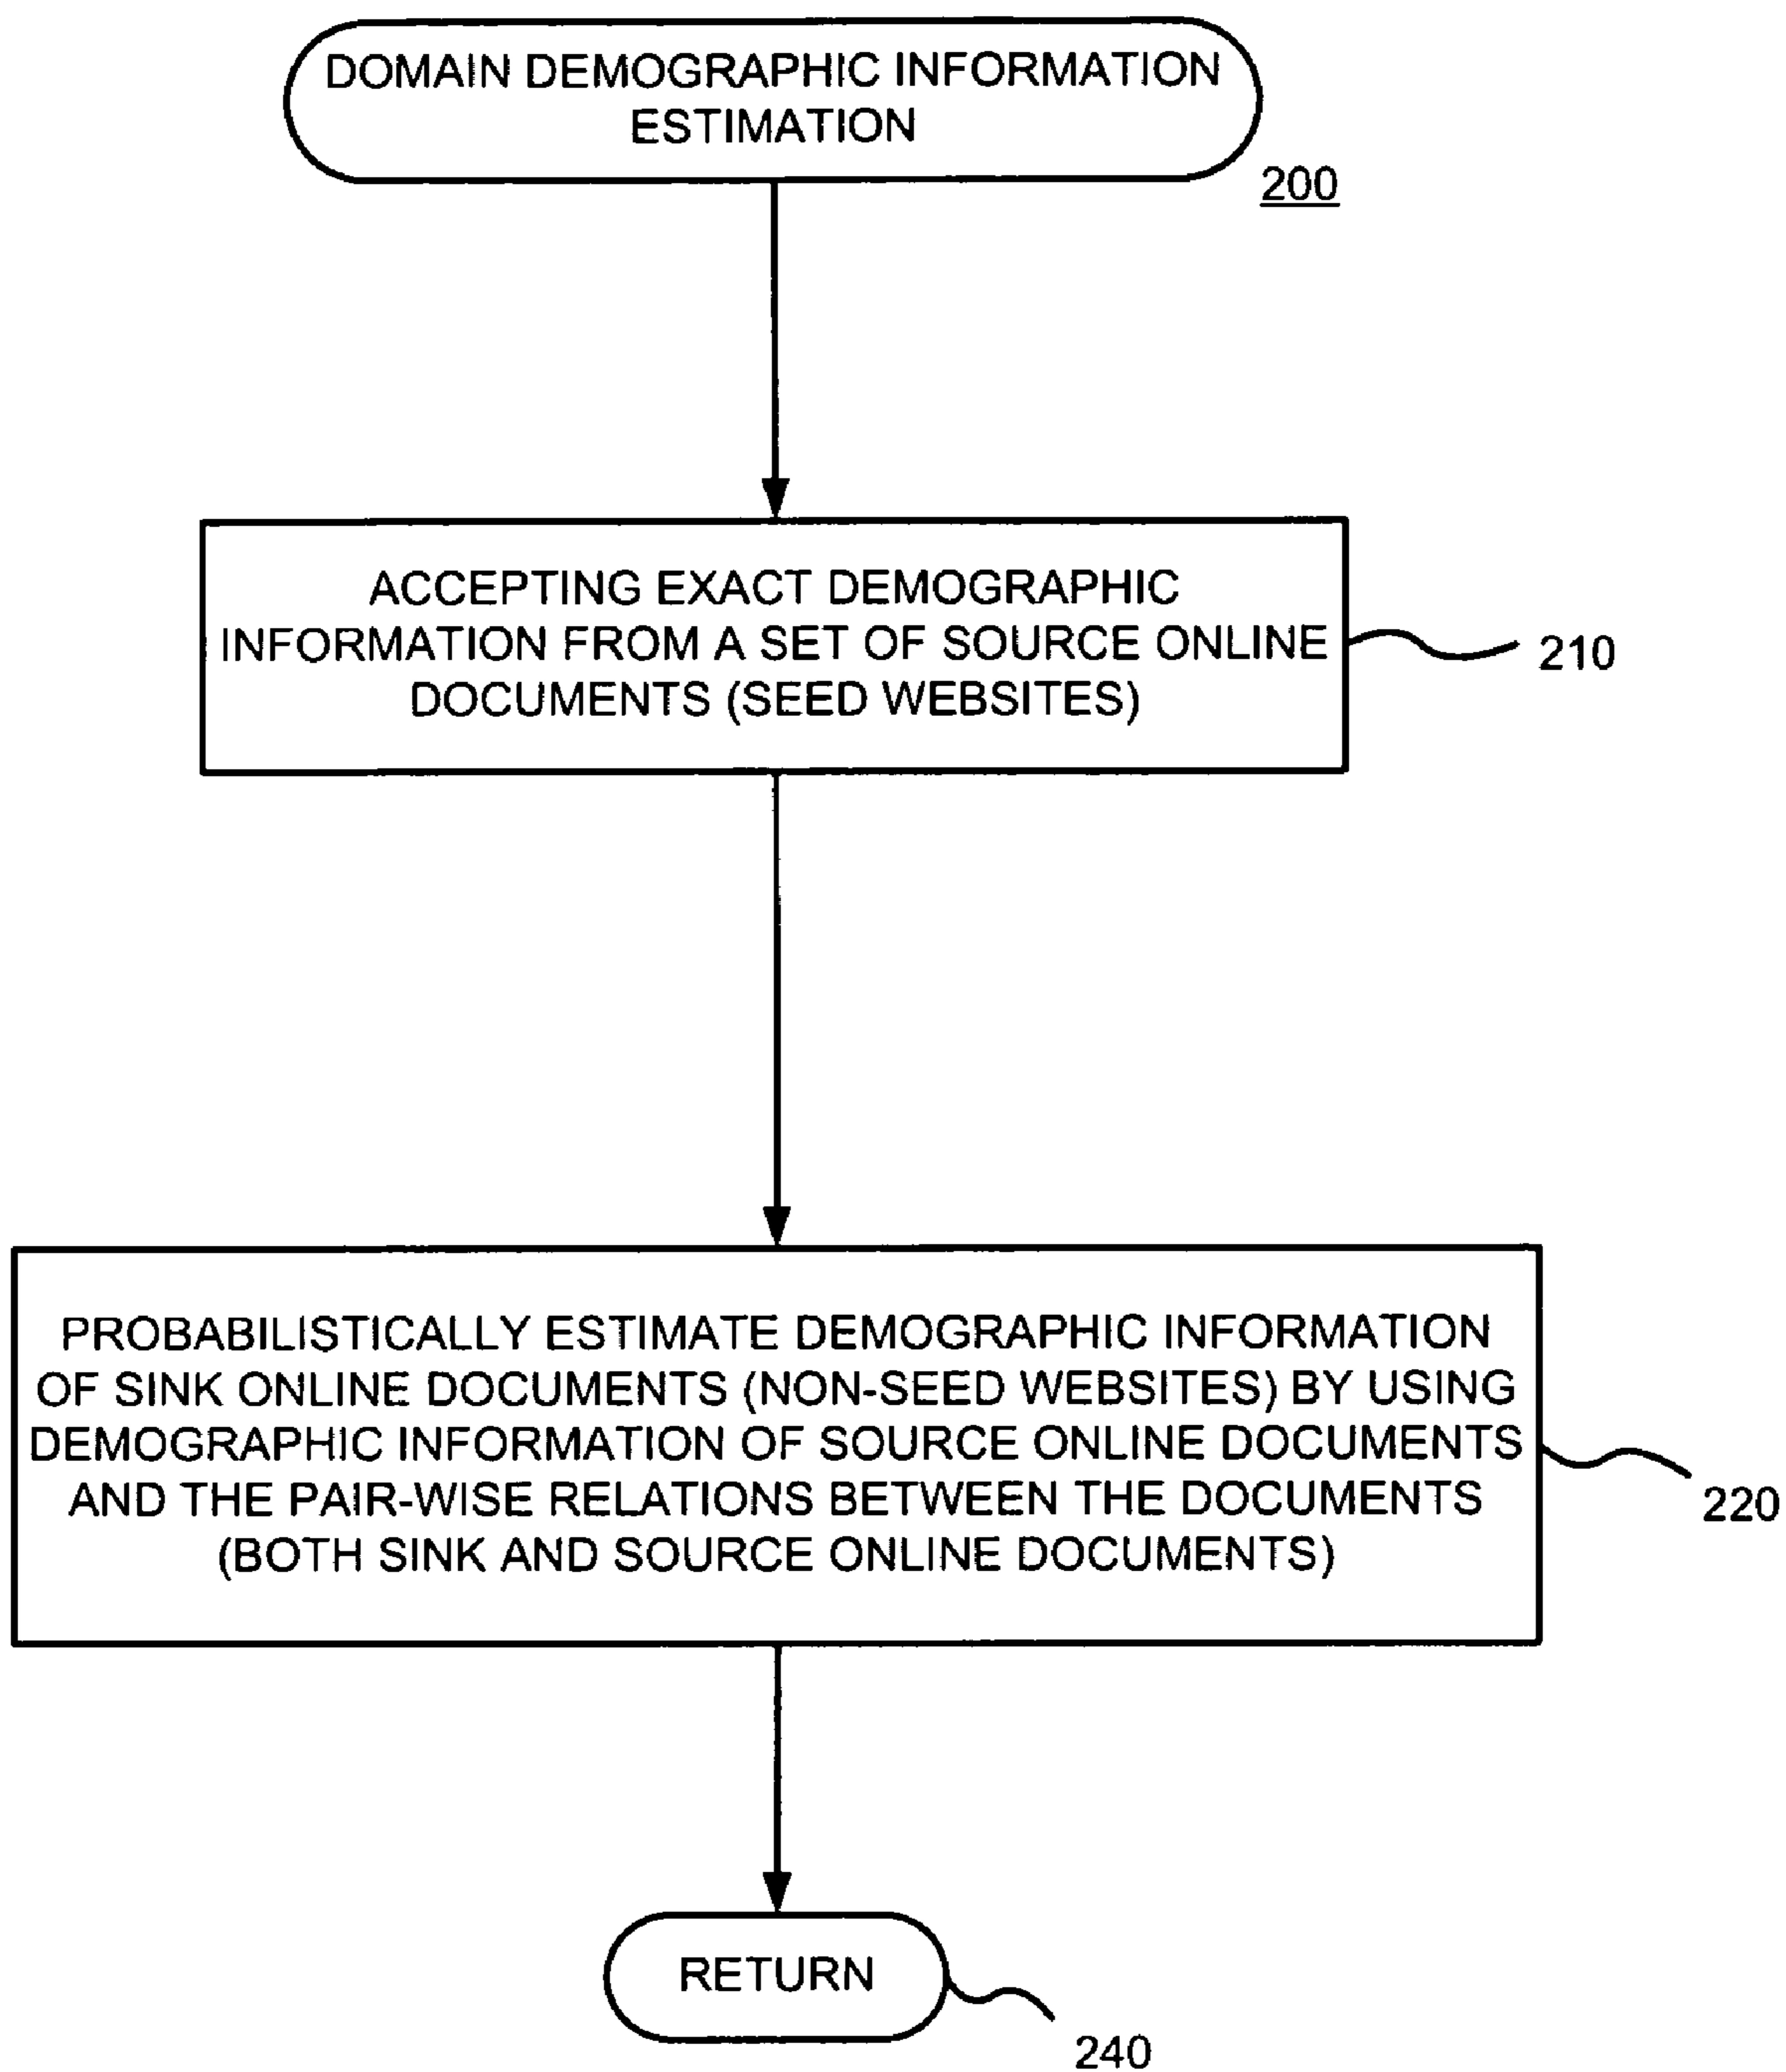 DOMAIN DEMOGRAPHIC INFORMATION
ESTIMATION
200
ACCEPTING EXACT DEMOGRAPHIC
INFORMATION FROM A SET OF SOURCE ONLINE
DOCUMENTS (SEED WEBSITES)
210
PROBABILISTICALLY ESTIMATE DEMOGRAPHIC INFORMATION
OF SINK ONLINE DOCUMENTS (NON-SEED WEBSITES) BY USING
DEMOGRAPHIC INFORMATION OF SOURCE ONLINE DOCUMENTS
AND THE PAIR-WISE RELATIONS BETWEEN THE DOCUMENTS
(BOTH SINK AND SOURCE ONLINE DOCUMENTS)
220
RETURN
240